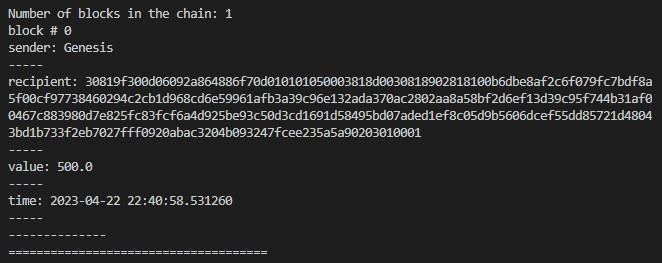 Number of blocks in the chain: 1
block # 0
sender: Genesis
-----
recipient: 30819f300d06092a864886f70d010101050003818d0030818902818100b6dbe8af2c6f079fc7bdf8a
5f00cf97738460294c2cb1d968cd6e59961afb3a39c96e132ada370ac2802aa8a58bf2d6ef13d39c95f744b31af0
0467c883980d7e825fc83fcf6a4d925be93c50d3cd1691d58495bd07aded1ef8c05d9b5606dcef55dd85721d4804
3bd1b733f2eb7027fff0920abac3204b093247fcee235a5a90203010001
-----
value: 500.0
-----
time: 2023-04-22 22:40:58.531260
-----
--------------
=====================================